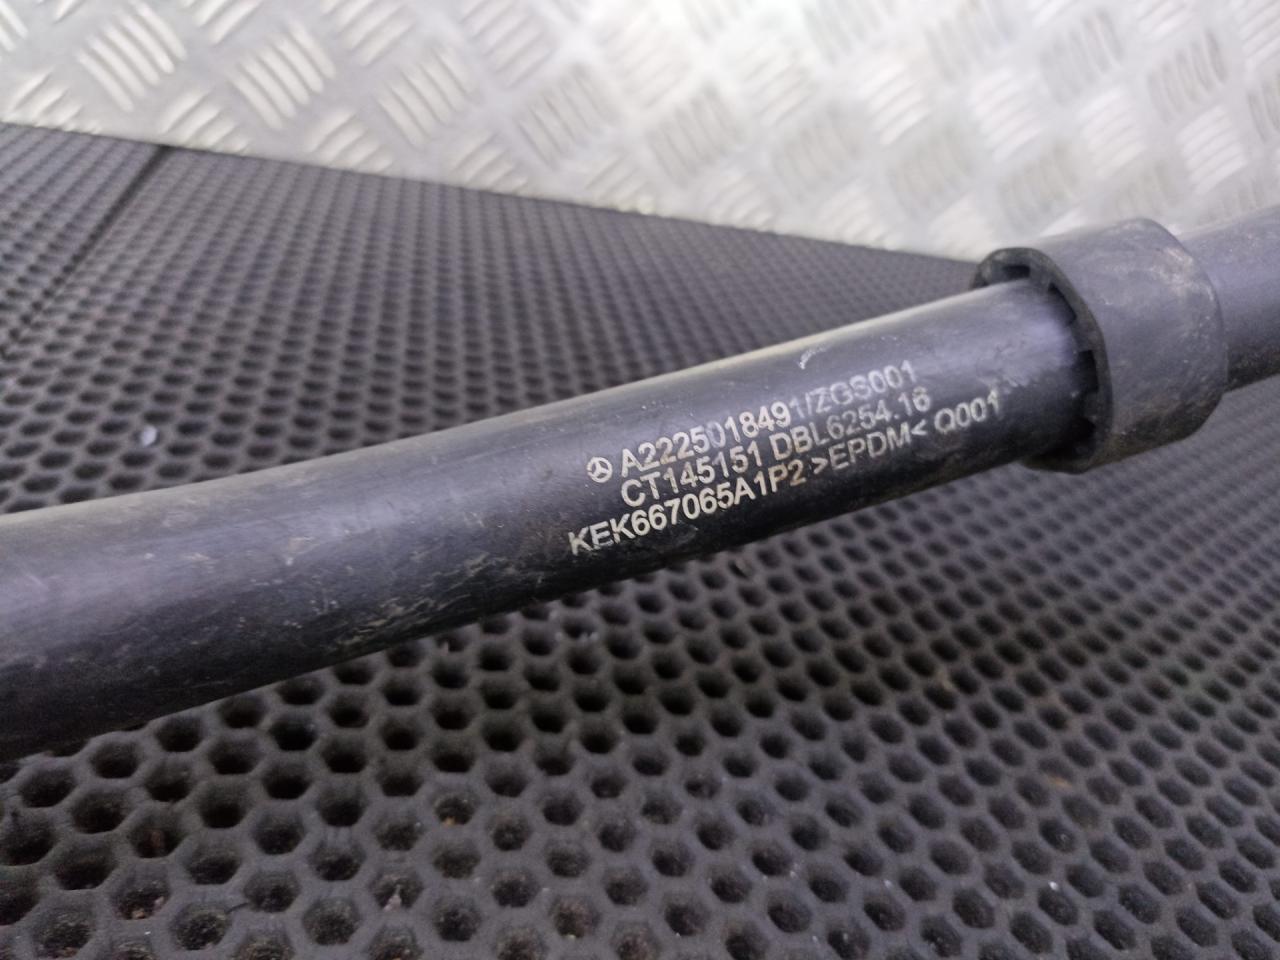 A2225018491/ZGS001
CT145151 DBL6254.16
KEK667065A1P2 >EPDM< Q001